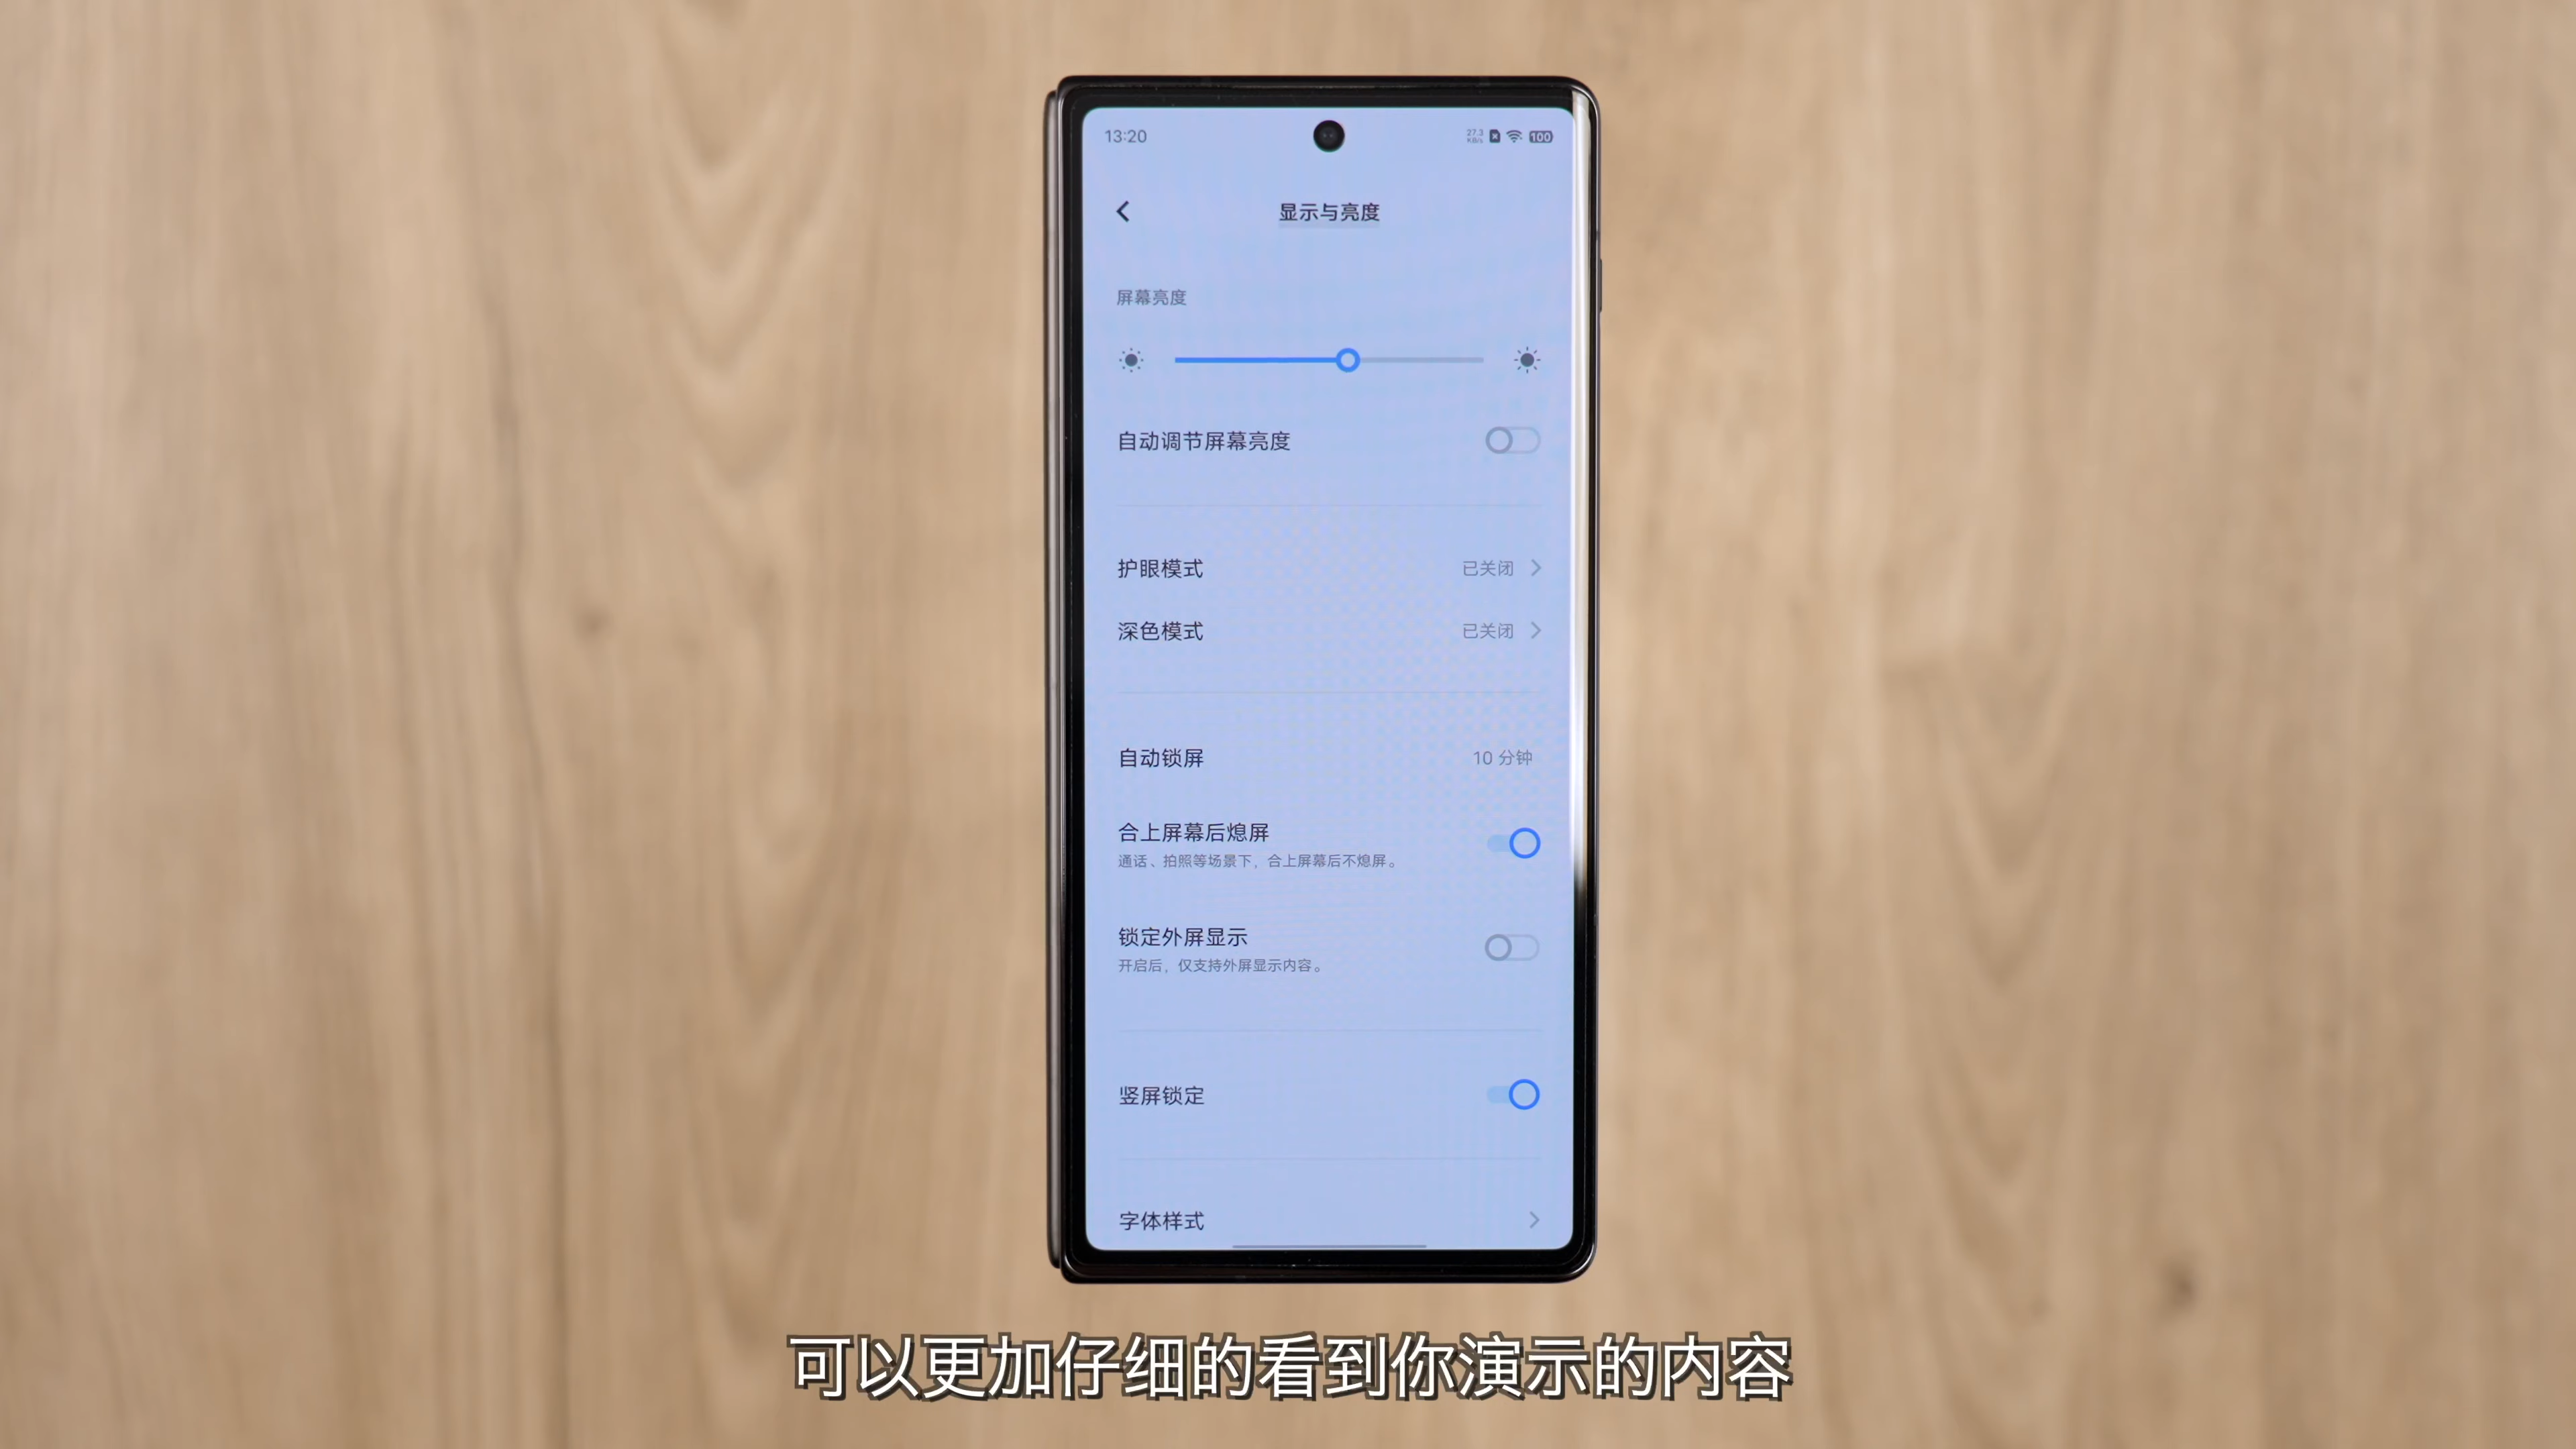 13:20
27.3
KB/s
100
显示与亮度
屏幕亮度
自动调节屏幕亮度
护眼模式 已关闭
深色模式 已关闭
自动锁屏 10 分钟
合上屏幕后熄屏
通话、拍照等场景下，合上屏幕后不熄屏。
锁定外屏显示
开启后，仅支持外屏显示内容。
竖屏锁定
字体样式
可以更加仔细的看到你演示的内容